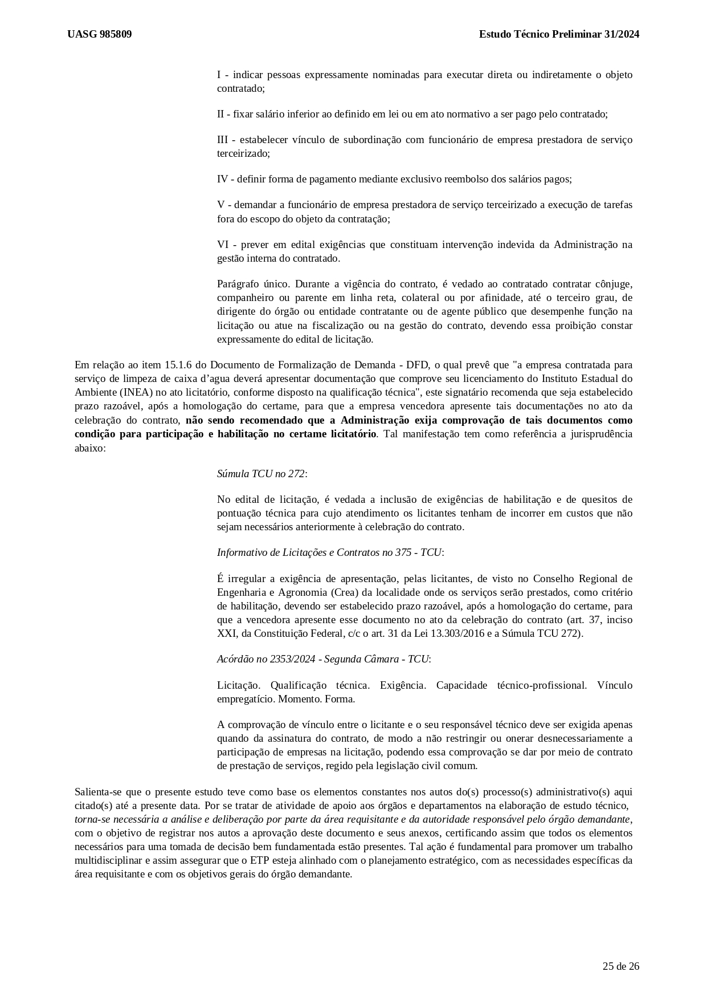 UASG 985809
Estudo Técnico Preliminar 31/2024
I - indicar pessoas expressamente nominadas para executar direta ou indiretamente o objeto
contratado;
II - fixar salário inferior ao definido em lei ou em ato normativo a ser pago pelo contratado;
III - estabelecer vínculo de subordinação com funcionário de empresa prestadora de serviço
terceirizado;
IV - definir forma de pagamento mediante exclusivo reembolso dos salários pagos;
V - demandar a funcionário de empresa prestadora de serviço terceirizado a execução de tarefas
fora do escopo do objeto da contratação;
VI - prever em edital exigências que constituam intervenção indevida da Administração na
gestão interna do contratado.
Parágrafo único. Durante a vigência do contrato, é vedado ao contratado contratar cônjuge,
companheiro ou parente em linha reta, colateral ou por afinidade, até o terceiro grau, de
dirigente do órgão ou entidade contratante ou de agente público que desempenhe função na
licitação ou atue na fiscalização ou na gestão do contrato, devendo essa proibição constar
expressamente do edital de licitação.
Em relação ao item 15.1.6 do Documento de Formalização de Demanda - DFD, o qual prevê que "a empresa contratada para
serviço de limpeza de caixa d’agua deverá apresentar documentação que comprove seu licenciamento do Instituto Estadual do
Ambiente (INEA) no ato licitatório, conforme disposto na qualificação técnica", este signatário recomenda que seja estabelecido
prazo razoável, após a homologação do certame, para que a empresa vencedora apresente tais documentações no ato da
celebração do contrato, não sendo recomendado que a Administração exija comprovação de tais documentos como
condição para participação e habilitação no certame licitatório. Tal manifestação tem como referência a jurisprudência
abaixo:
Súmula TCU no 272:
No edital de licitação, é vedada a inclusão de exigências de habilitação e de quesitos de
pontuação técnica para cujo atendimento os licitantes tenham de incorrer em custos que não
sejam necessários anteriormente à celebração do contrato.
Informativo de Licitações e Contratos no 375 - TCU:
É irregular a exigência de apresentação, pelas licitantes, de visto no Conselho Regional de
Engenharia e Agronomia (Crea) da localidade onde os serviços serão prestados, como critério
de habilitação, devendo ser estabelecido prazo razoável, após a homologação do certame, para
que a vencedora apresente esse documento no ato da celebração do contrato (art. 37, inciso
XXI, da Constituição Federal, c/c o art. 31 da Lei 13.303/2016 e a Súmula TCU 272).
Acórdão no 2353/2024 - Segunda Câmara - TCU:
Licitação. Qualificação técnica. Exigência. Capacidade técnico-profissional. Vínculo
empregatício. Momento. Forma.
A comprovação de vínculo entre o licitante e o seu responsável técnico deve ser exigida apenas
quando da assinatura do contrato, de modo a não restringir ou onerar desnecessariamente a
participação de empresas na licitação, podendo essa comprovação se dar por meio de contrato
de prestação de serviços, regido pela legislação civil comum.
Salienta-se que o presente estudo teve como base os elementos constantes nos autos do(s) processo(s) administrativo(s) aqui
citado(s) até a presente data. Por se tratar de atividade de apoio aos órgãos e departamentos na elaboração de estudo técnico,
torna-se necessária a análise e deliberação por parte da área requisitante e da autoridade responsável pelo órgão demandante,
com o objetivo de registrar nos autos a aprovação deste documento e seus anexos, certificando assim que todos os elementos
necessários para uma tomada de decisão bem fundamentada estão presentes. Tal ação é fundamental para promover um trabalho
multidisciplinar e assim assegurar que o ETP esteja alinhado com o planejamento estratégico, com as necessidades específicas da
área requisitante e com os objetivos gerais do órgão demandante.
25 de 26